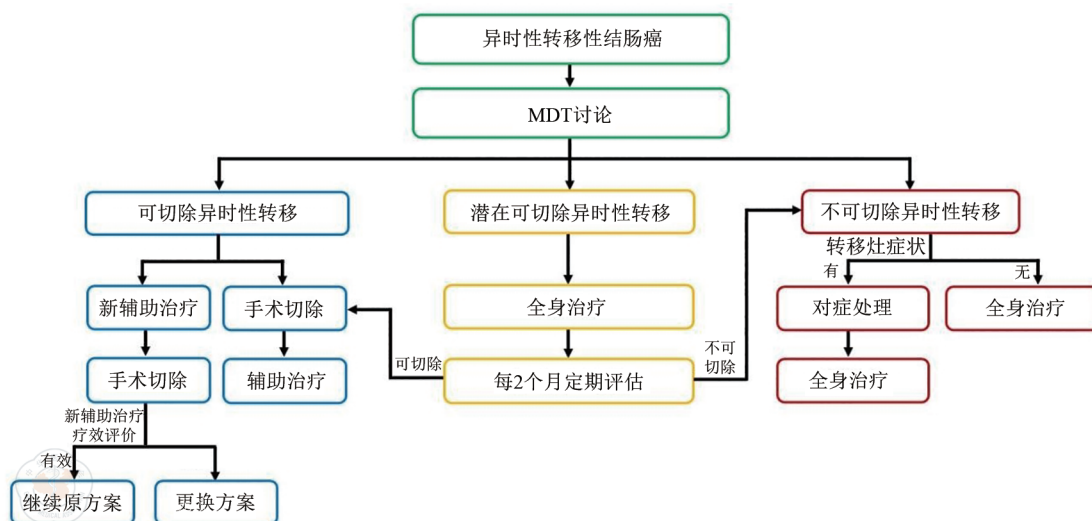 异时性转移性结肠癌
MDT讨论
可切除异时性转移
潜在可切除异时性转移
不可切除异时性转移
转移灶症状
有
无
新辅助治疗
手术切除
全身治疗
对症处理
全身治疗
可切除
不可
切除
手术切除
辅助治疗
每2个月定期评估
全身治疗
新辅助治疗
疗效评价
有效
继续原方案
更换方案